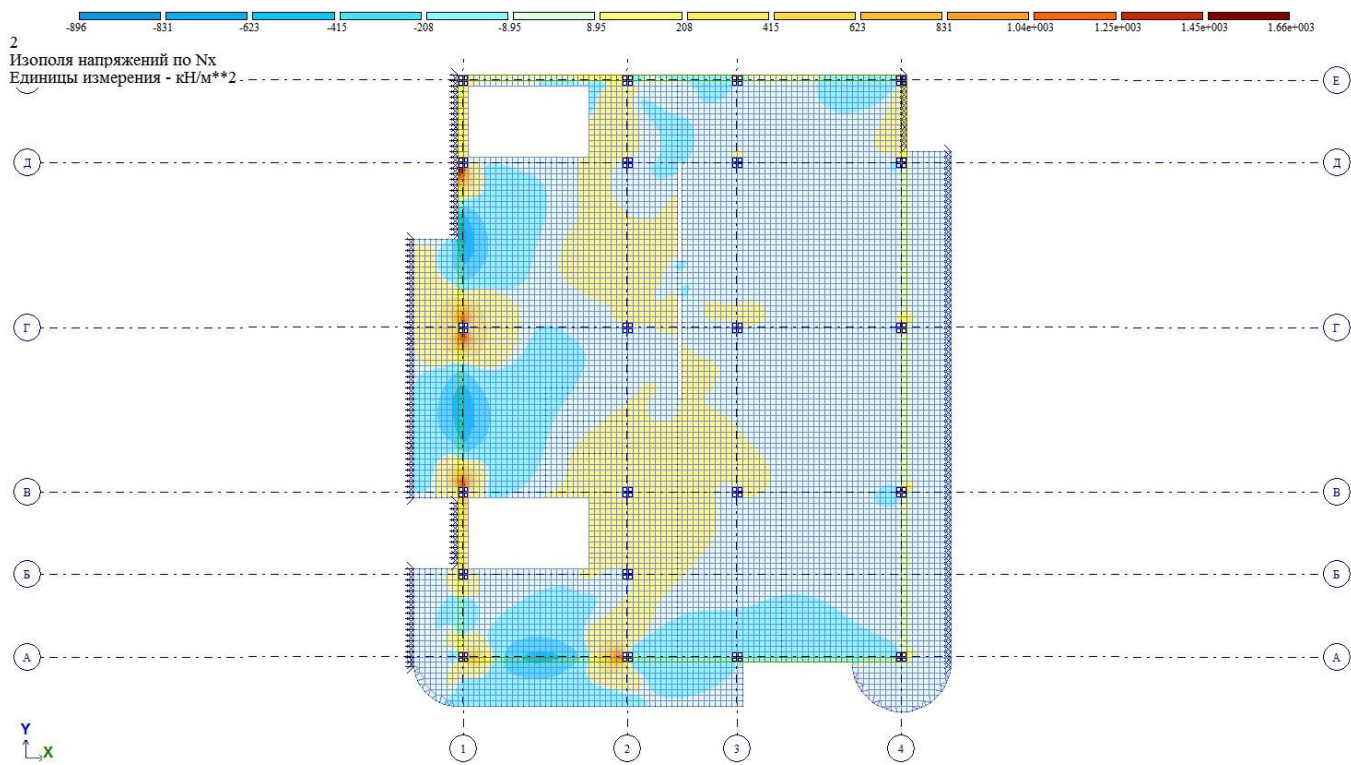 -896 -831 -623 -415 -208 -8.95 8.95 208 415 623 831 1.04e+003 1.25e+003 1.45e+003 1.66e+003
2
Изополя напряжений по Nx
Единицы измерения - кН/м**2
Е
Д Д
Г Г
В В
Б Б
А А
Y
X
1 2 3 4